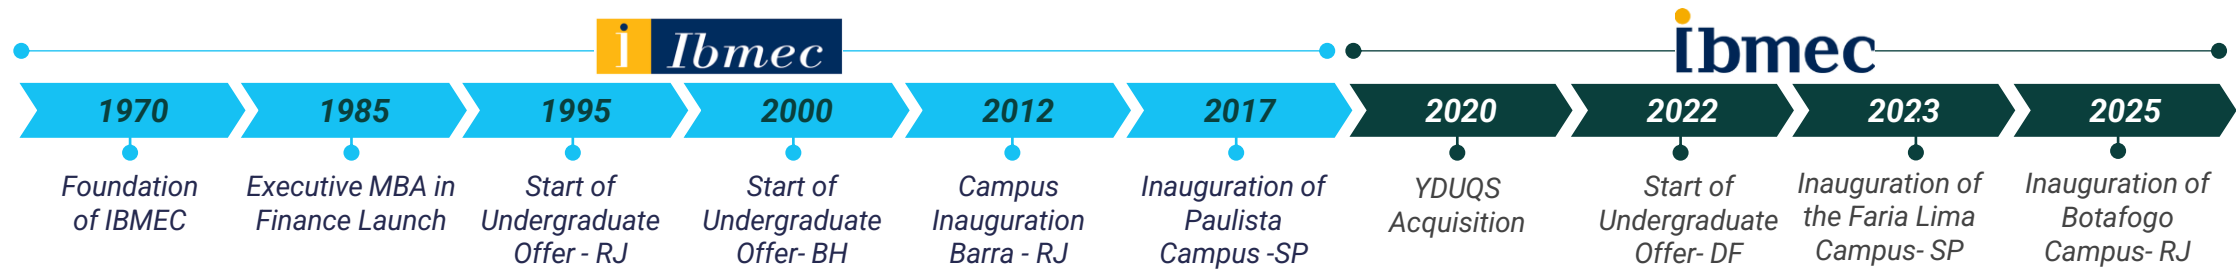 i Ibmec
Ibmec
1970
1985
1995
2000
2012
2017
2020
2022
2023
2025
Foundation
of IBMEC
Executive MBA in
Finance Launch
Start of
Undergraduate
Offer - RJ
Start of
Undergraduate
Offer- BH
Campus
Inauguration
Barra - RJ
Inauguration of
Paulista
Campus -SP
YDUQS
Acquisition
Start of
Undergraduate
Offer- DF
Inauguration of
the Faria Lima
Campus- SP
Inauguration of
Botafogo
Campus- RJ